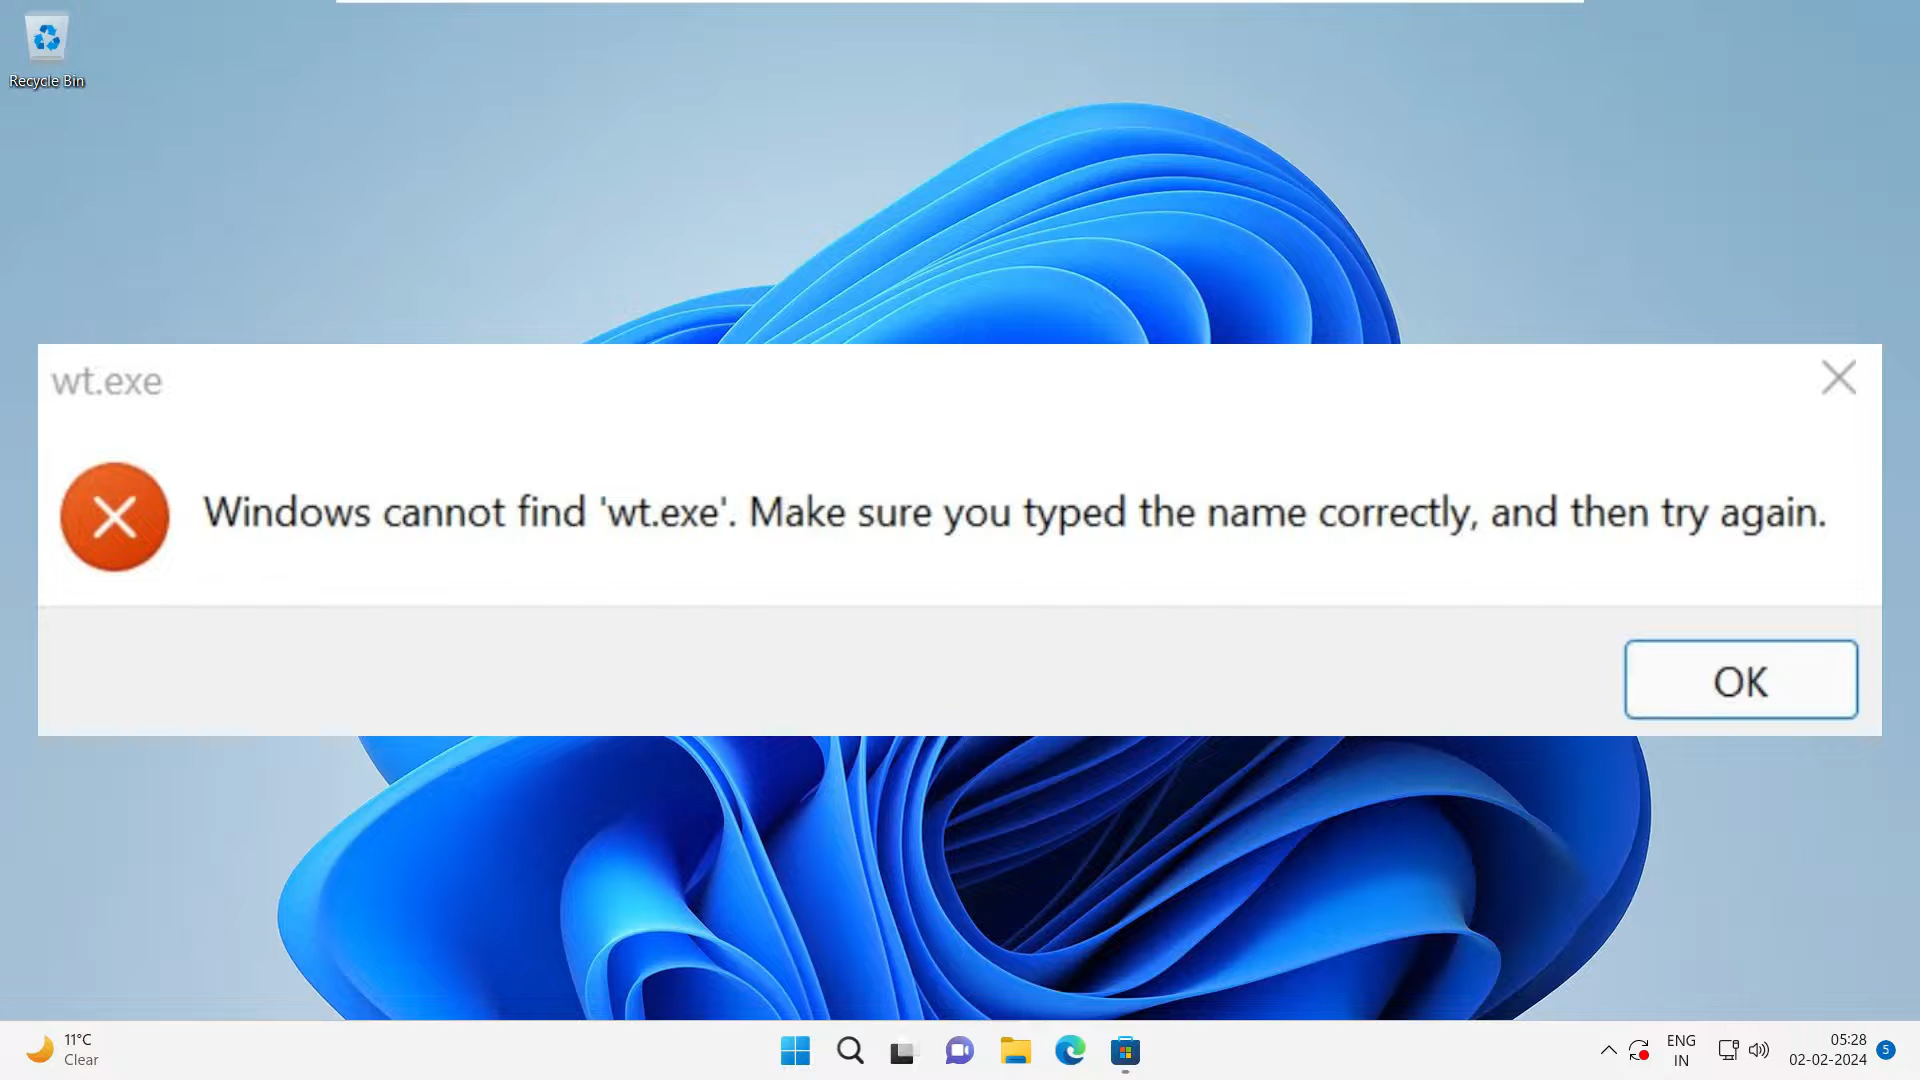 Recycle Bin
wt.exe
Windows cannot find 'wt.exe'. Make sure you typed the name correctly, and then try again.
OK
11°C
Clear
ENG
IN
05:28
02-02-2024
5